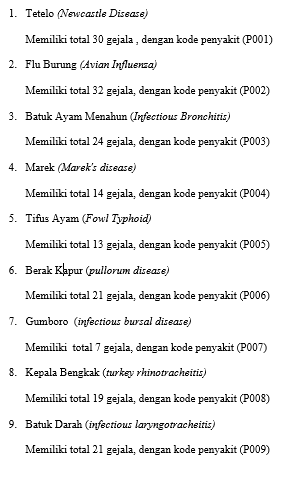 1. Tetelo (Newcastle Disease)
Memiliki total 30 gejala , dengan kode penyakit (P001)
2. Flu Burung (Avian Influensa)
Memiliki total 32 gejala, dengan kode penyakit (P002)
3. Batuk Ayam Menahun (Infectious Bronchitis)
Memiliki total 24 gejala, dengan kode penyakit (P003)
4. Marek (Marek's disease)
Memiliki total 14 gejala, dengan kode penyakit (P004)
5. Tifus Ayam (Fowl Typhoid)
Memiliki total 13 gejala, dengan kode penyakit (P005)
6. Berak Kapur (pullorum disease)
Memiliki total 21 gejala, dengan kode penyakit (P006)
7. Gumboro (infectious bursal disease)
Memiliki total 7 gejala, dengan kode penyakit (P007)
8. Kepala Bengkak (turkey rhinotracheitis)
Memiliki total 19 gejala, dengan kode penyakit (P008)
9. Batuk Darah (infectious laryngotracheitis)
Memiliki total 21 gejala, dengan kode penyakit (P009)